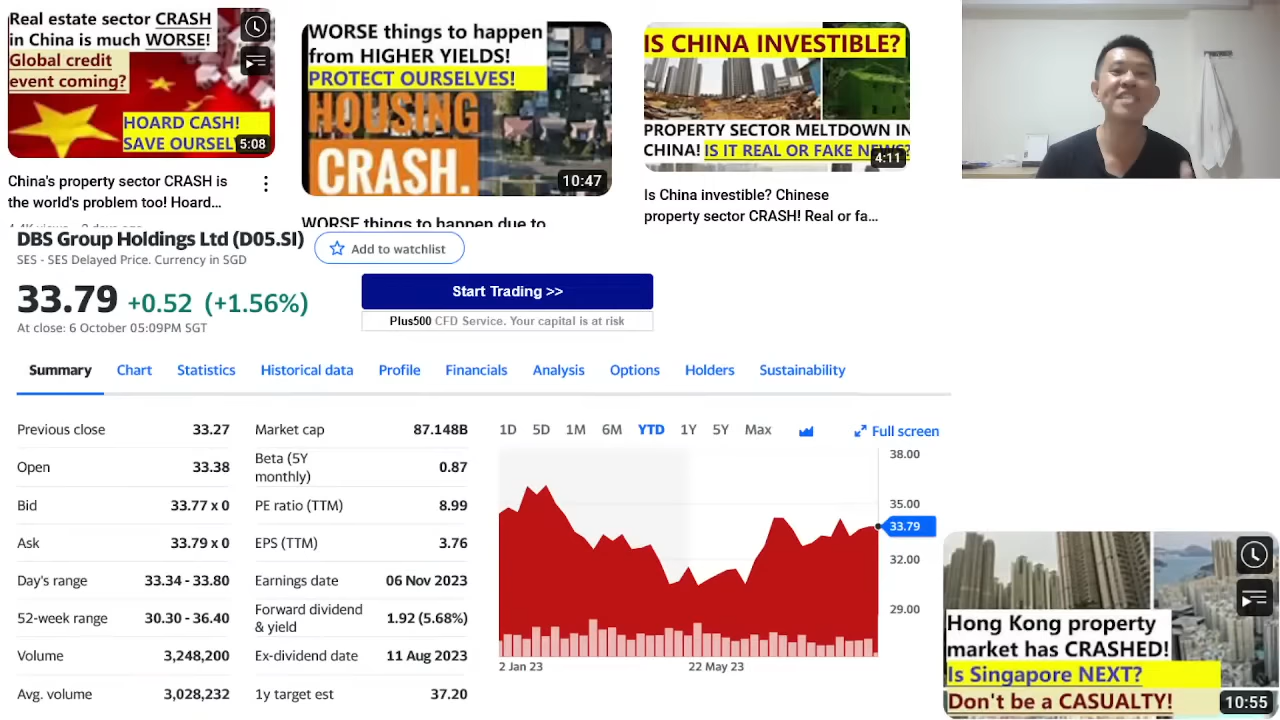 Real estate sector CRASH
in China is much WORSE!
Global credit
event coming?
HOARD CASH!
SAVE OURSEL
5:08
China's property sector CRASH is
the world's problem too! Hoard...
WORSE things to happen
from HIGHER YIELDS!
PROTECT OURSELVES!
HOUSING
CRASH.
10:47
WORSE things to happen due to
IS CHINA INVESTIBLE?
PROPERTY SECTOR MELTDOWN IN
CHINA! IS IT REAL OR FAKE NEWS?
4:11
Is China investible? Chinese
property sector CRASH! Real or fa...
DBS Group Holdings Ltd (D05.SI)
Add to watchlist
SES - SES Delayed Price. Currency in SGD
33.79 +0.52 (+1.56%)
At close: 6 October 05:09PM SGT
Start Trading >>
Plus500 CFD Service. Your capital is at risk
Summary Chart Statistics Historical data Profile Financials Analysis Options Holders Sustainability
Previous close 33.27
Open 33.38
Bid 33.77 x 0
Ask 33.79 x 0
Day's range 33.34 - 33.80
52-week range 30.30 - 36.40
Volume 3,248,200
Avg. volume 3,028,232
Market cap 87.148B
Beta (5Y
monthly) 0.87
PE ratio (TTM) 8.99
EPS (TTM) 3.76
Earnings date 06 Nov 2023
Forward dividend
& yield 1.92 (5.68%)
Ex-dividend date 11 Aug 2023
1y target est 37.20
1D 5D 1M 6M YTD 1Y 5Y Max Full screen
38.00
35.00
33.79
32.00
29.00
2 Jan 23 22 May 23
Hong Kong property
market has CRASHED!
Is Singapore NEXT?
Don't be a CASUALTY!
10:55